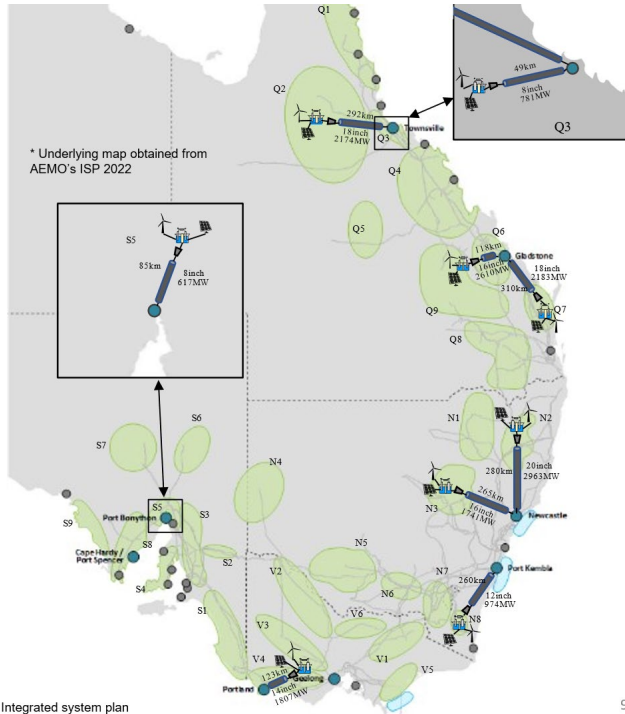 Q1
49km
8inch
781MW
Q3
Q2
292km
18inch
2174MW
Q3
Townsville
* Underlying map obtained from
AEMO's ISP 2022
Q4
S5
85km
8inch
617MW
Q5
Q6
118km
Gladstone
16inch
2610MW
18inch
2183MW
310km
Q9
Q7
Q8
S7
S6
N4
N1
N2
280km
20inch
2963MW
265km
16inch
1741MW
N3
Newcastle
S9
S5
Port Bonython
S3
S8
Cape Hardy /
Port Spencer
S2
S4
S1
V2
N5
N6
N7
Port Kembla
260km
12inch
974MW
N8
V3
V6
V1
V4
V5
123km
14inch
1807MW
Geelong
Portland
Integrated system plan
9